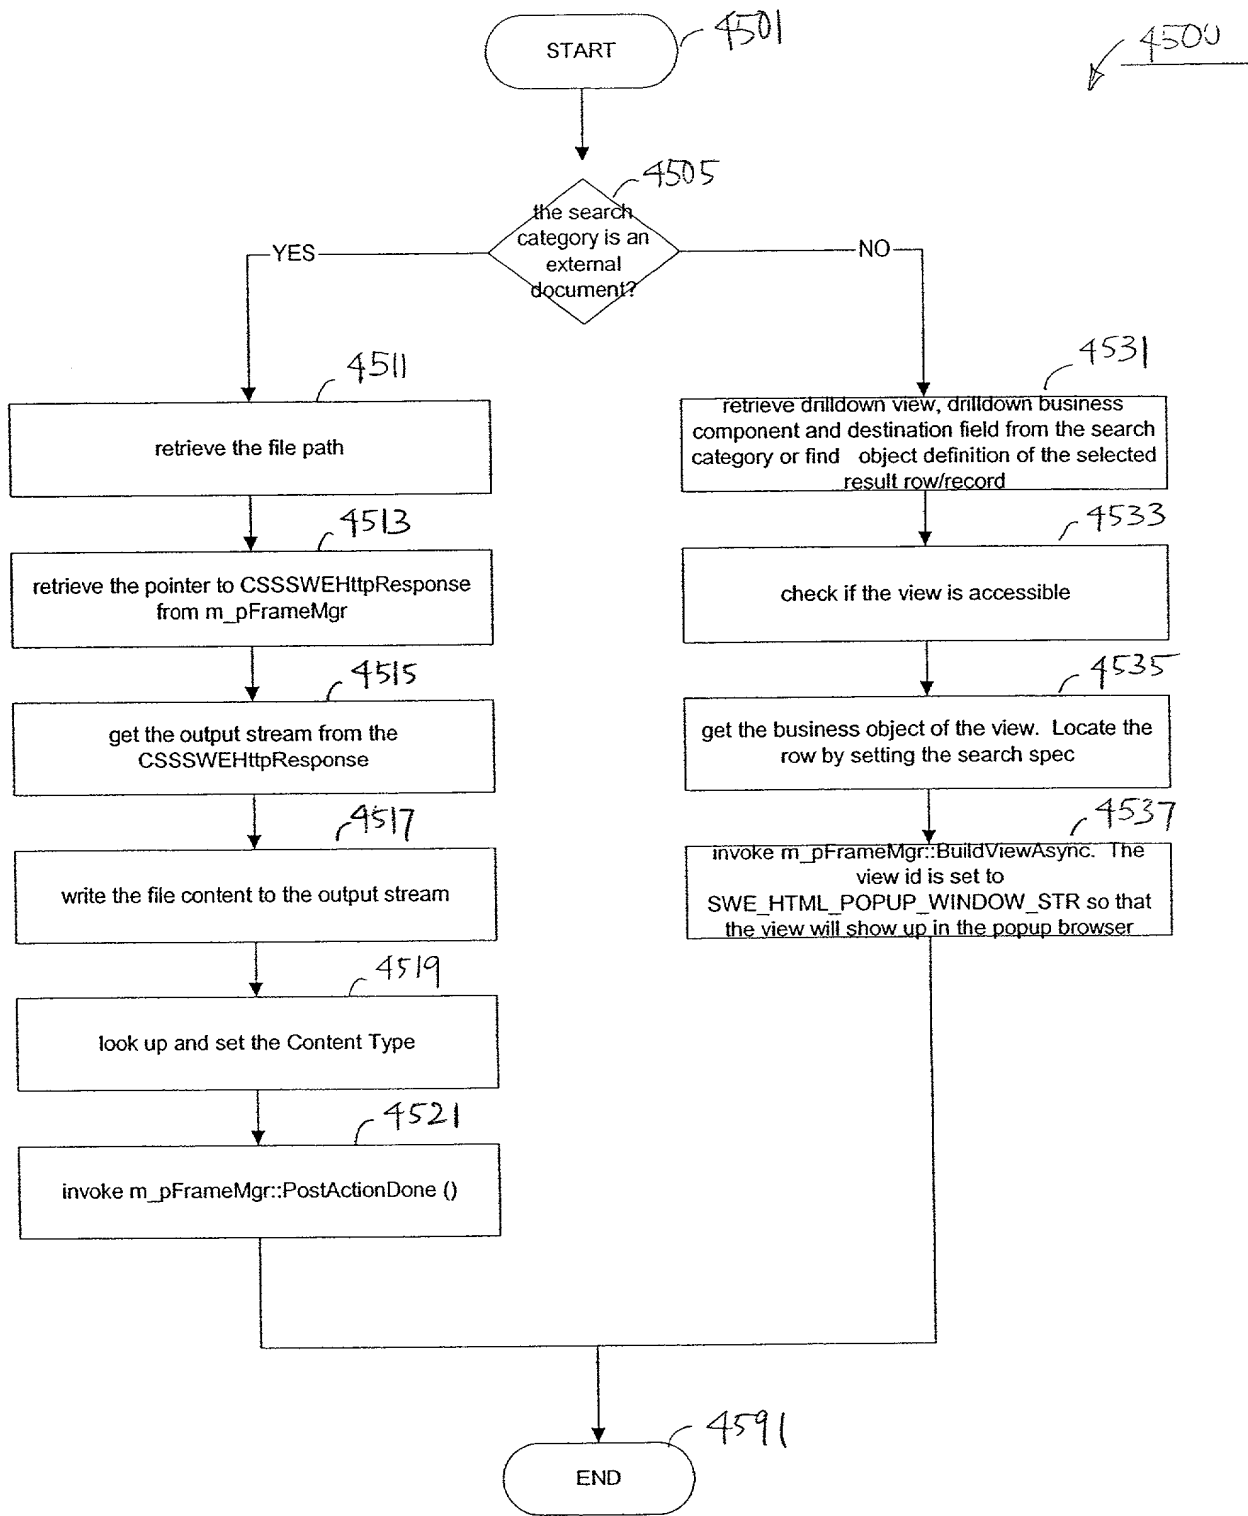 START
4501
4500
4505
the search
category is an
external
document?
YES
NO
4511
retrieve the file path
4513
retrieve the pointer to CSSSWEHttpResponse
from m_pFrameMgr
4515
get the output stream from the
CSSSWEHttpResponse
4517
write the file content to the output stream
4519
look up and set the Content Type
4521
invoke m_pFrameMgr::PostActionDone ()
4531
retrieve drilldown view, drilldown business
component and destination field from the search
category or find object definition of the selected
result row/record
4533
check if the view is accessible
4535
get the business object of the view. Locate the
row by setting the search spec
4537
invoke m_pFrameMgr::BuildViewAsync. The
view id is set to
SWE_HTML_POPUP_WINDOW_STR so that
the view will show up in the popup browser
4591
END